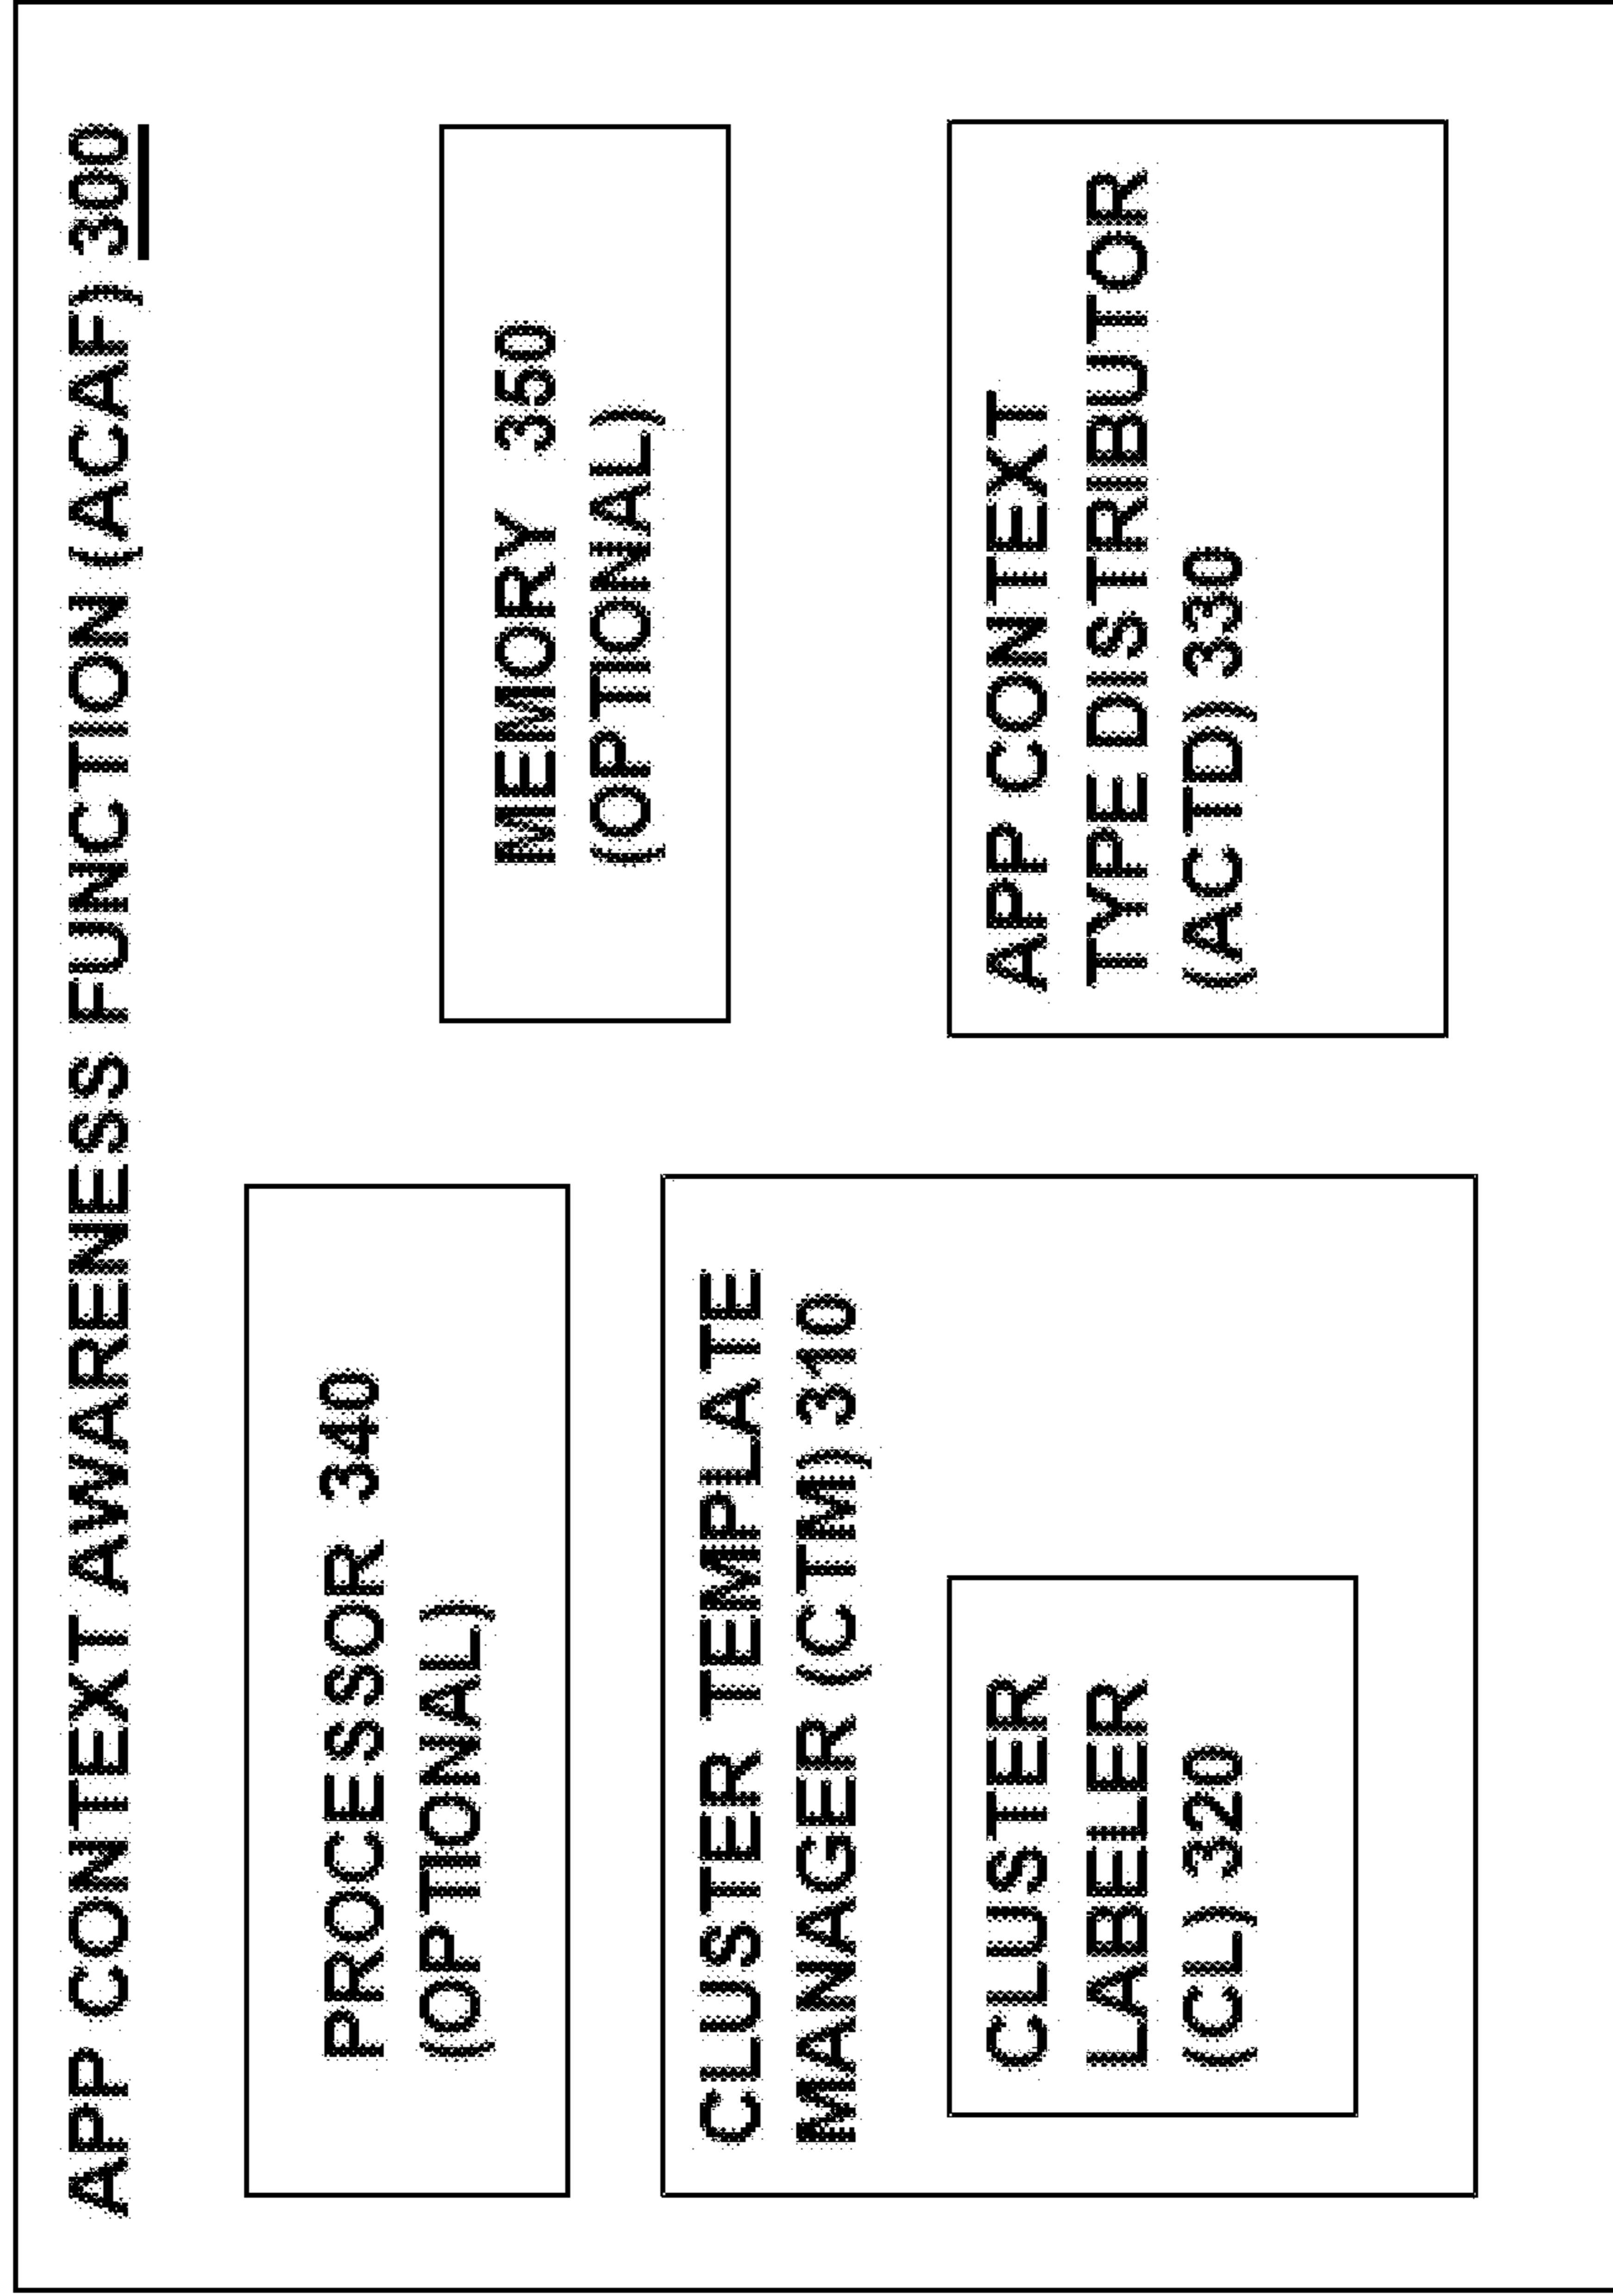 APP CONTEXT AWARENESS FUNCTION (ACAF) 300
PROCESSOR 340
(OPTIONAL)
MEMORY 350
(OPTIONAL)
CLUSTER TEMPLATE
MANAGER (CTM) 310
CLUSTER
LABELER
(CL) 320
APP CONTEXT
TYPE DISTRIBUTOR
(ACTD) 330